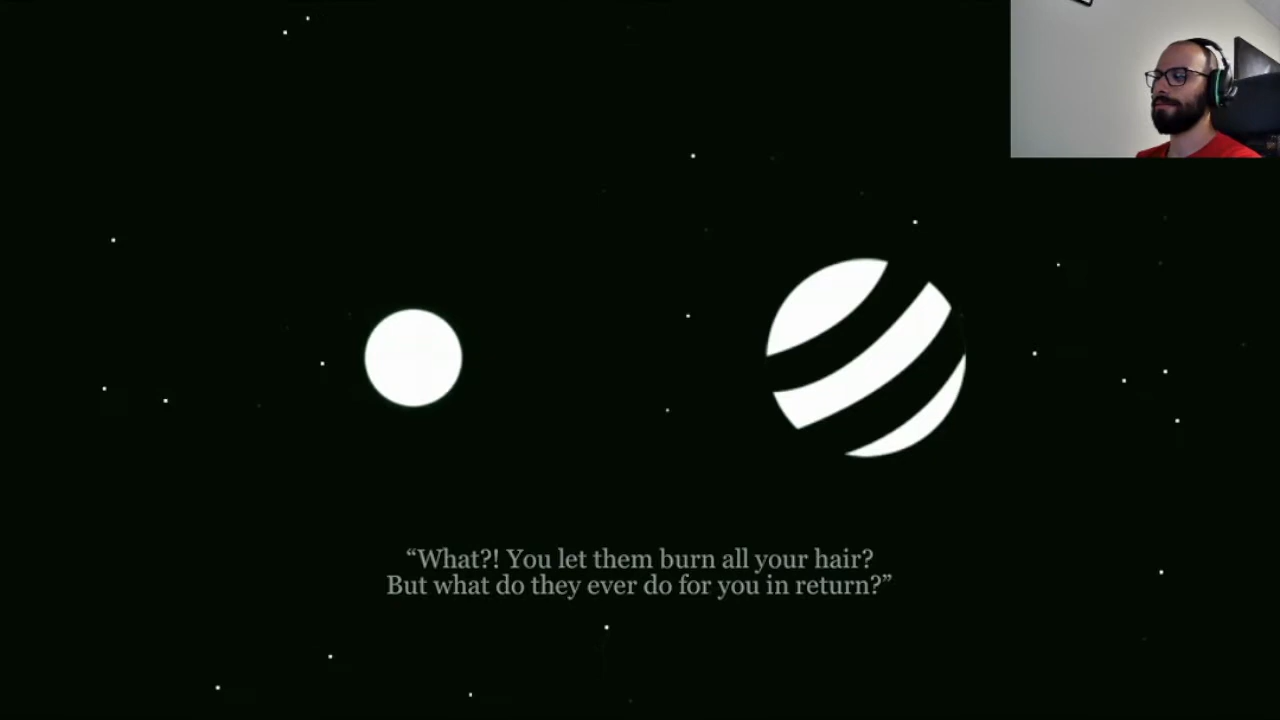 “What?! You let them burn all your hair?
But what do they ever do for you in return?”